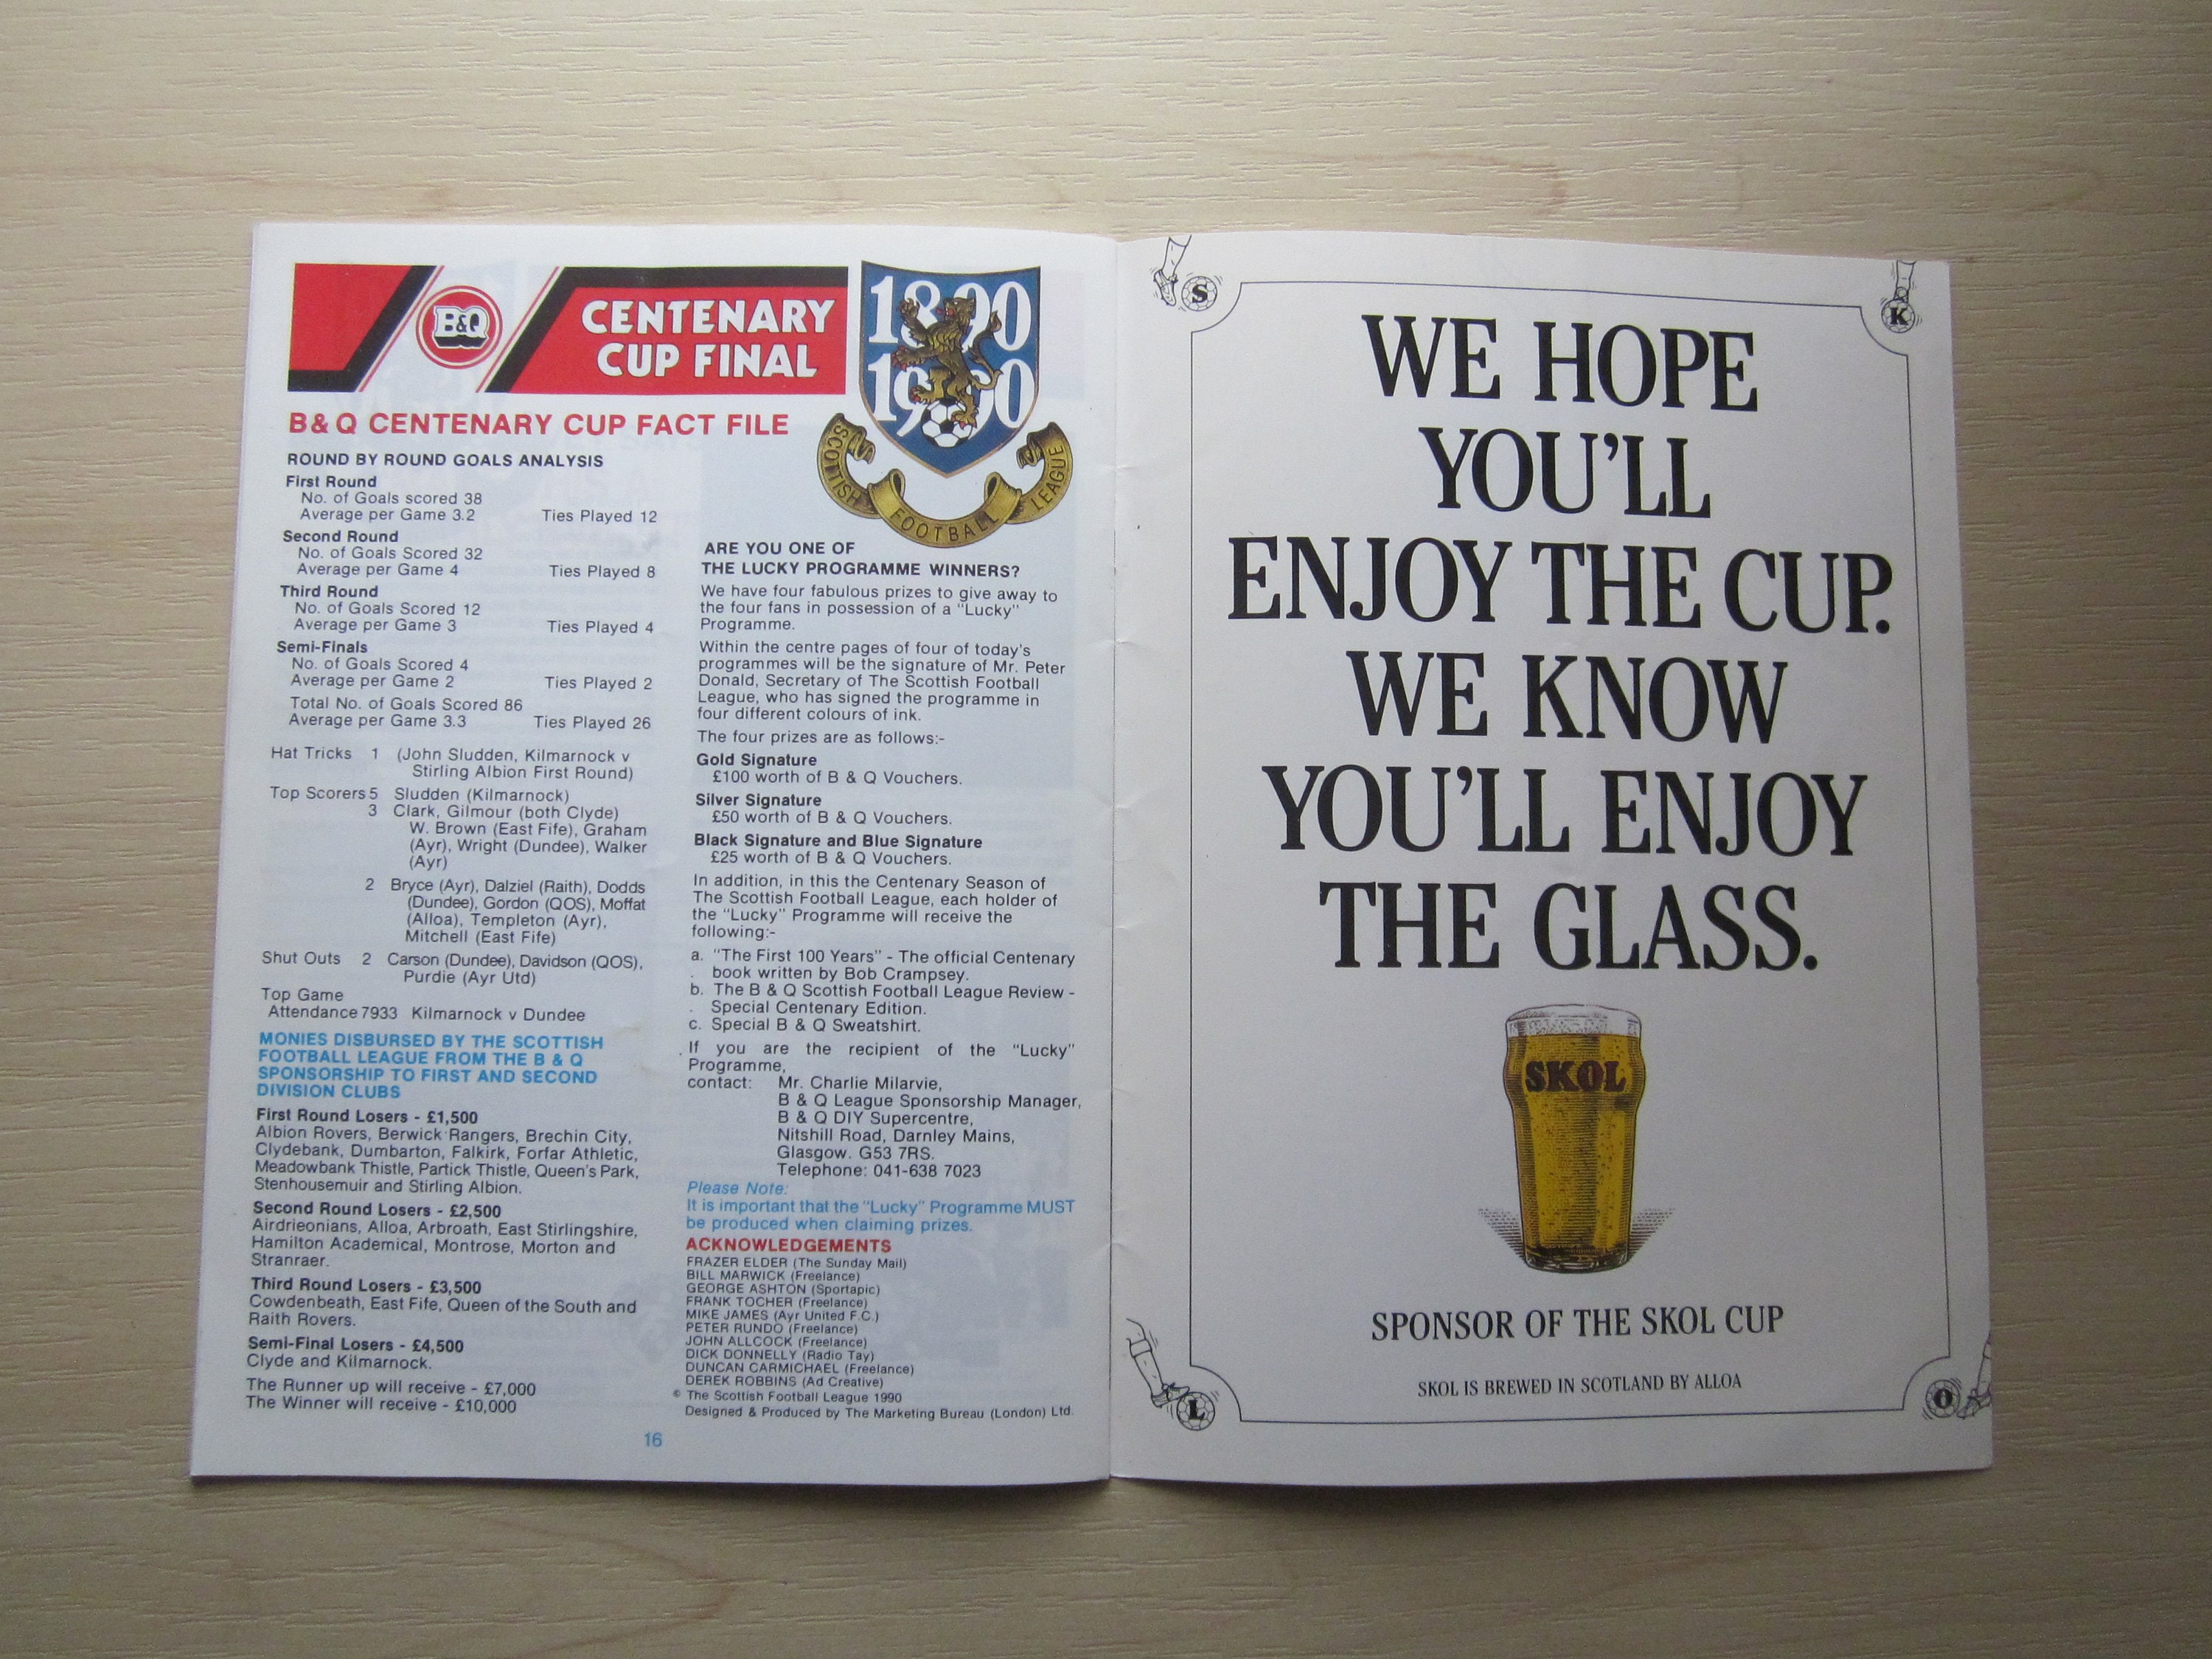 B&Q
CENTENARY
CUP FINAL
1890
1990
SCOTTISH FOOTBALL LEAGUE
B & Q CENTENARY CUP FACT FILE
ROUND BY ROUND GOALS ANALYSIS
First Round
No. of Goals scored 38
Average per Game 3.2 Ties Played 12
Second Round
No. of Goals Scored 32
Average per Game 4 Ties Played 8
Third Round
No. of Goals Scored 12
Average per Game 3 Ties Played 4
Semi-Finals
No. of Goals Scored 4
Average per Game 2 Ties Played 2
Total No. of Goals Scored 86
Average per Game 3.3 Ties Played 26
Hat Tricks 1 (John Sludden, Kilmarnock v
Stirling Albion First Round)
Top Scorers 5 Sludden (Kilmarnock)
3 Clark, Gilmour (both Clyde)
W. Brown (East Fife), Graham
(Ayr), Wright (Dundee), Walker
(Ayr)
2 Bryce (Ayr), Dalziel (Raith), Dodds
(Dundee), Gordon (QOS), Moffat
(Alloa), Templeton (Ayr),
Mitchell (East Fife)
Shut Outs 2 Carson (Dundee), Davidson (QOS),
Purdie (Ayr Utd)
Top Game
Attendance 7933 Kilmarnock v Dundee
MONIES DISBURSED BY THE SCOTTISH
FOOTBALL LEAGUE FROM THE B & Q
SPONSORSHIP TO FIRST AND SECOND
DIVISION CLUBS
First Round Losers - £1,500
Albion Rovers, Berwick Rangers, Brechin City,
Clydebank, Dumbarton, Falkirk, Forfar Athletic,
Meadowbank Thistle, Partick Thistle, Queen's Park,
Stenhousemuir and Stirling Albion.
Second Round Losers - £2,500
Airdrieonians, Alloa, Arbroath, East Stirlingshire,
Hamilton Academical, Montrose, Morton and
Stranraer.
Third Round Losers - £3,500
Cowdenbeath, East Fife, Queen of the South and
Raith Rovers.
Semi-Final Losers - £4,500
Clyde and Kilmarnock.
The Runner up will receive - £7,000
The Winner will receive - £10,000
ARE YOU ONE OF
THE LUCKY PROGRAMME WINNERS?
We have four fabulous prizes to give away to
the four fans in possession of a "Lucky"
Programme.
Within the centre pages of four of today's
programmes will be the signature of Mr. Peter
Donald, Secretary of The Scottish Football
League, who has signed the programme in
four different colours of ink.
The four prizes are as follows:-
Gold Signature
£100 worth of B & Q Vouchers.
Silver Signature
£50 worth of B & Q Vouchers.
Black Signature and Blue Signature
£25 worth of B & Q Vouchers.
In addition, in this the Centenary Season of
The Scottish Football League, each holder of
the "Lucky" Programme will receive the
following:-
a. "The First 100 Years" - The official Centenary
book written by Bob Crampsey.
b. The B & Q Scottish Football League Review -
Special Centenary Edition.
c. Special B & Q Sweatshirt.
If you are the recipient of the "Lucky"
Programme,
contact: Mr. Charlie Milarvie,
B & Q League Sponsorship Manager,
B & Q DIY Supercentre,
Nitshill Road, Darnley Mains,
Glasgow. G53 7RS.
Telephone: 041-638 7023
Please Note:
It is important that the "Lucky" Programme MUST
be produced when claiming prizes.
ACKNOWLEDGEMENTS
FRAZER ELDER (The Sunday Mail)
BILL MARWICK (Freelance)
GEORGE ASHTON (Sportapic)
FRANK TOCHER (Freelance)
MIKE JAMES (Ayr United F.C.)
PETER RUNDO (Freelance)
JOHN ALLCOCK (Freelance)
DICK DONNELLY (Radio Tay)
DUNCAN CARMICHAEL (Freelance)
DEREK ROBBINS (Ad Creative)
© The Scottish Football League 1990
Designed & Produced by The Marketing Bureau (London) Ltd.
16
S
K
WE HOPE
YOU'LL
ENJOY THE CUP.
WE KNOW
YOU'LL ENJOY
THE GLASS.
SKOL
SPONSOR OF THE SKOL CUP
SKOL IS BREWED IN SCOTLAND BY ALLOA
L
O